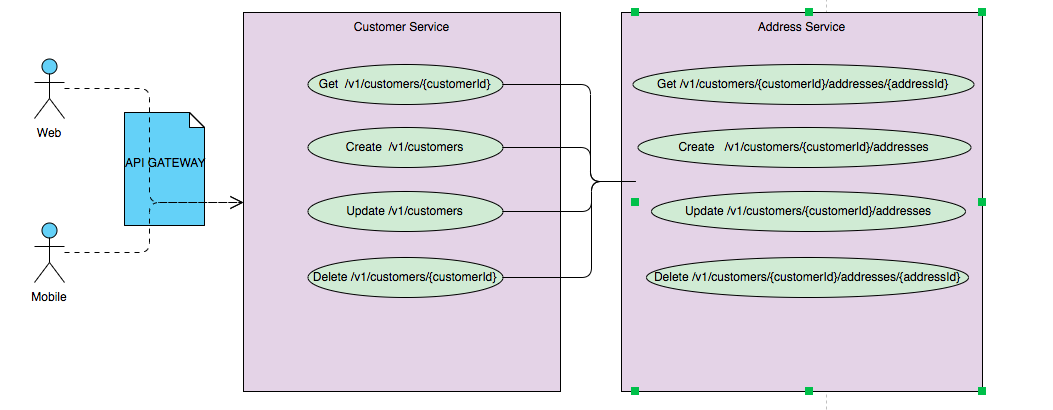 Customer Service
Address Service
Web
Mobile
API GATEWAY
Get /v1/customers/{customerId}
Create /v1/customers
Update /v1/customers
Delete /v1/customers/{customerId}
Get /v1/customers/{customerId}/addresses/{addressId}
Create /v1/customers/{customerId}/addresses
Update /v1/customers/{customerId}/addresses
Delete /v1/customers/{customerId}/addresses/{addressId}